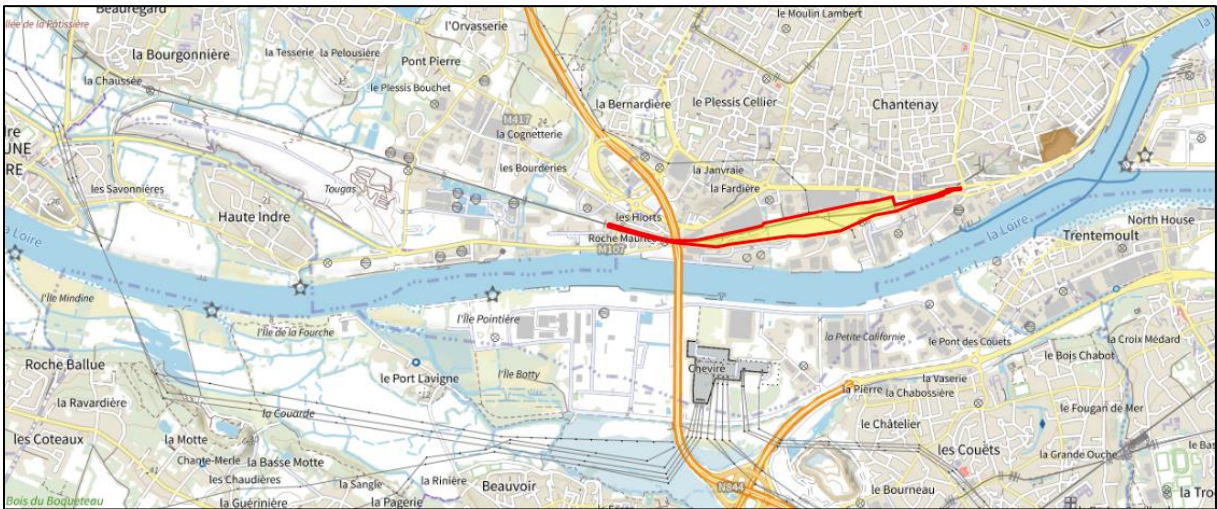 Beauregard
le Moulin Lambert
l'Orvasserie
la Bourgonnière
la Tesserie
la Pelousière
Pont Pierre
la Chaussée
le Plessis Bouchet
la Bernardière
le Plessis Cellier
Chantenay
M417
la Cognetterie
les Bourderies
la Janvraie
la Fardière
les Savonnières
Tougas
Haute Indre
les Hiorts
North House
Roche Maurice
M107
la Loire
Trentemoult
la Loire
l'Île Mindine
l'Île Pointière
l'Île de la Fourche
la Petite Californie
le Pont des Couëts
la Croix Médard
Roche Ballue
le Bois Chabot
le Port Lavigne
l'Île Botty
Cheviré
la Vaserie
la Pierre
la Chabossière
la Ravardière
la Couarde
le Fougan de Mer
le Châtelier
les Coteaux
la Motte
les Couëts
Chante-Merle
la Basse Motte
la Grande Ouche
les Chaudières
la Sangle
la Rinière
Beauvoir
N844
le Bourneau
Bois du Boqueteau
la Guérinière
la Pagerie